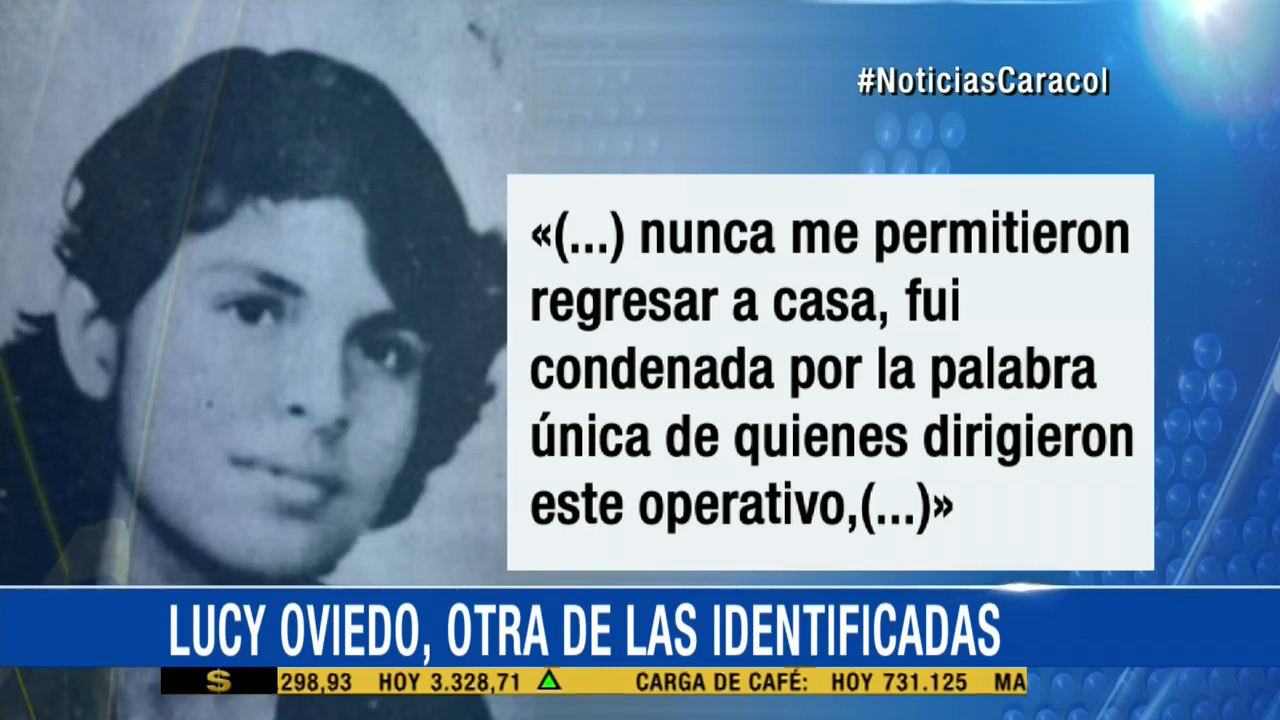 #NoticiasCaracol
«(...) nunca me permitieron
regresar a casa, fui
condenada por la palabra
única de quienes dirigieron
este operativo,(...)»
LUCY OVIEDO, OTRA DE LAS IDENTIFICADAS
$ 298,93 HOY 3.328,71 CARGA DE CAFÉ: HOY 731.125 MA